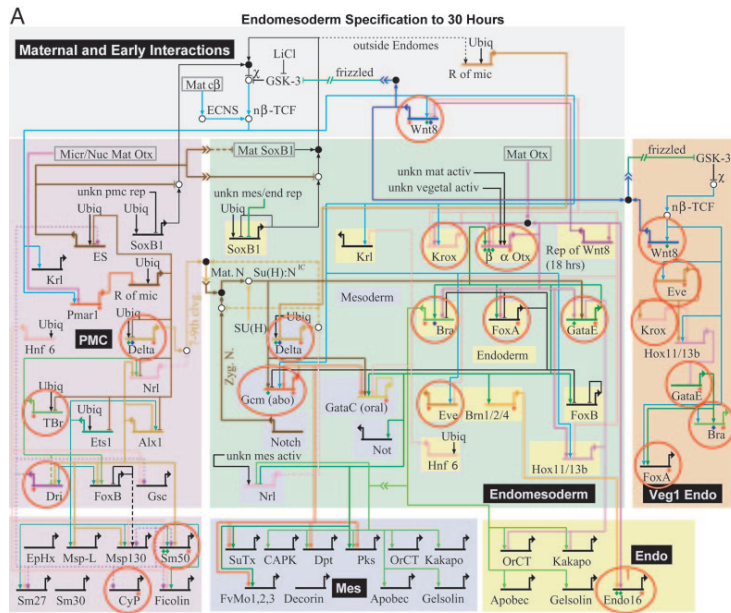 A
Endomesoderm Specification to 30 Hours
Maternal and Early Interactions
outside Endomes
Ubiq
R of mic
LiCl
χ
GSK-3
frizzled
Mat cβ
ECNS
nβ-TCF
Wnt8
Micr/Nuc Mat Otx
Mat SoxB1
Mat Otx
frizzled
GSK-3
χ
nβ-TCF
unkn pmc rep
Ubiq
Ubiq
ES
SoxB1
unkn mes/end rep
Ubiq
SoxB1
unkn mat activ
unkn vegetal activ
Krl
Krox
β α Otx
Rep of Wnt8
(18 hrs)
Wnt8
Krl
Ubiq
R of mic
Pmar1
Mat. N
Su(H):N IC
Mesoderm
Eve
PMC
Ubiq
Delta
7-9th clvg
SU(H)
Ubiq
Delta
Bra
FoxA
GataE
Endoderm
Krox
Hox11/13b
Ubiq
Hnf 6
Nrl
Zyg. N.
Gcm (abo)
GataC (oral)
Eve
Brn1/2/4
FoxB
GataE
Ubiq
TBr
Ubiq
Ets1
Alx1
Notch
Not
Ubiq
Hnf 6
Hox11/13b
Bra
FoxA
Dri
FoxB
Gsc
unkn mes activ
Nrl
Endomesoderm
Veg1 Endo
EpHx
Msp-L
Msp130
Sm50
SuTx
CAPK
Dpt
Pks
OrCT
Kakapo
OrCT
Kakapo
Endo
Sm27
Sm30
CyP
Ficolin
FvMo1,2,3
Decorin
Mes
Apobec
Gelsolin
Apobec
Gelsolin
Endo16